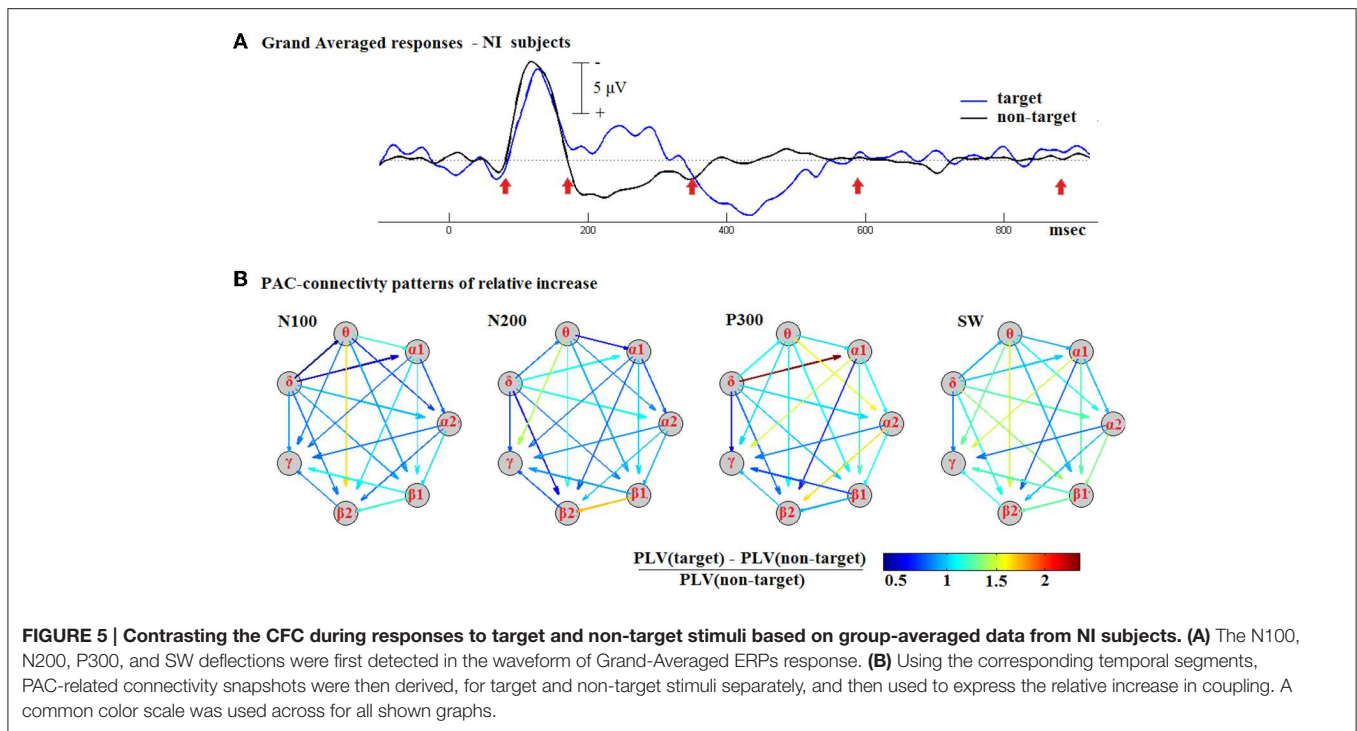 A Grand Averaged responses - NI subjects
-
5 μV
+
target
non-target
0 200 400 600 800 msec
B PAC-connectivty patterns of relative increase
N100 N200 P300 SW
θ α1 δ α2 γ β1 β2
θ α1 δ α2 γ β1 β2
θ α1 δ α2 γ β1 β2
θ α1 δ α2 γ β1 β2
PLV(target) - PLV(non-target)
PLV(non-target)
0.5 1 1.5 2
FIGURE 5 | Contrasting the CFC during responses to target and non-target stimuli based on group-averaged data from NI subjects. (A) The N100,
N200, P300, and SW deflections were first detected in the waveform of Grand-Averaged ERPs response. (B) Using the corresponding temporal segments,
PAC-related connectivity snapshots were then derived, for target and non-target stimuli separately, and then used to express the relative increase in coupling. A
common color scale was used across for all shown graphs.